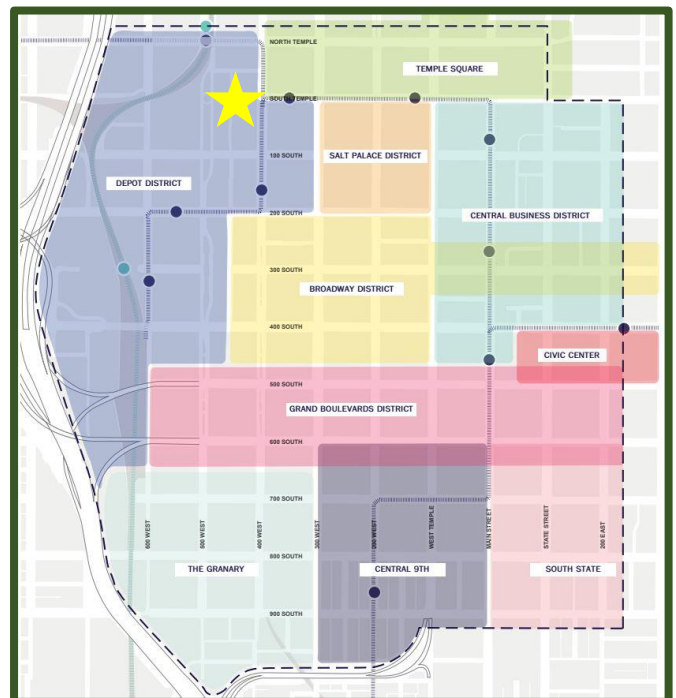 NORTH TEMPLE
TEMPLE SQUARE
SOUTH TEMPLE
100 SOUTH
SALT PALACE DISTRICT
DEPOT DISTRICT
200 SOUTH
CENTRAL BUSINESS DISTRICT
300 SOUTH
BROADWAY DISTRICT
400 SOUTH
CIVIC CENTER
500 SOUTH
GRAND BOULEVARDS DISTRICT
600 SOUTH
700 SOUTH
600 WEST
500 WEST
400 WEST
300 WEST
200 WEST
WEST TEMPLE
MAIN STREET
STATE STREET
200 EAST
800 SOUTH
THE GRANARY
CENTRAL 9TH
SOUTH STATE
900 SOUTH